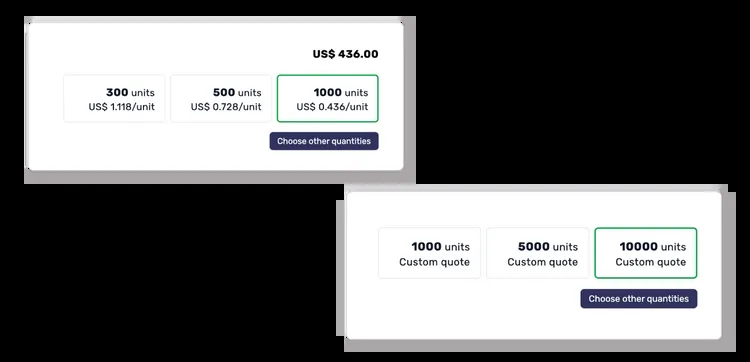 US$ 436.00
300 units
US$ 1.118/unit
500 units
US$ 0.728/unit
1000 units
US$ 0.436/unit
Choose other quantities
1000 units
Custom quote
5000 units
Custom quote
10000 units
Custom quote
Choose other quantities